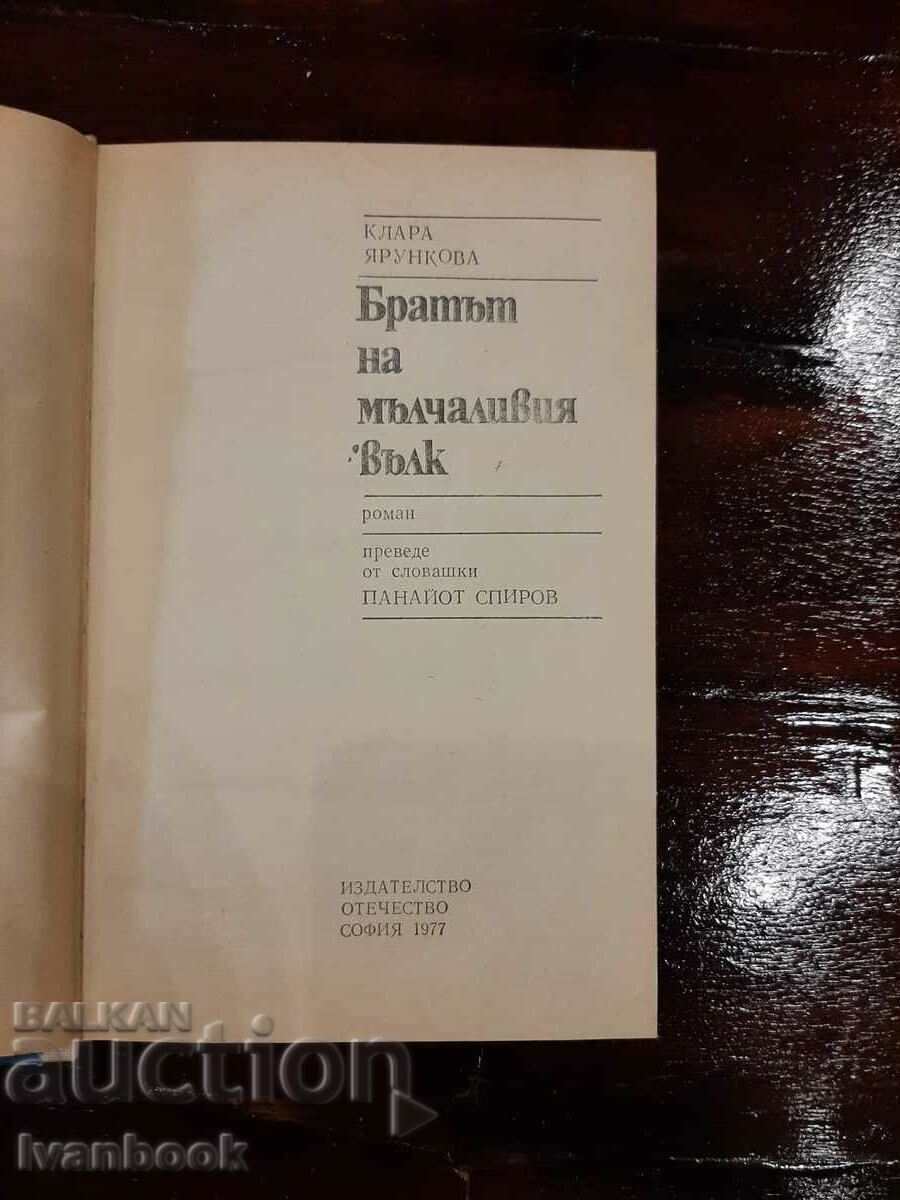 КЛАРА
ЯРУНКОВА
Братът
на
мълчаливия
вълк
роман
преведе
от словашки
ПАНАЙОТ СПИРОВ
ИЗДАТЕЛСТВО
ОТЕЧЕСТВО
СОФИЯ 1977
BALKAN
auction
Ivanbook